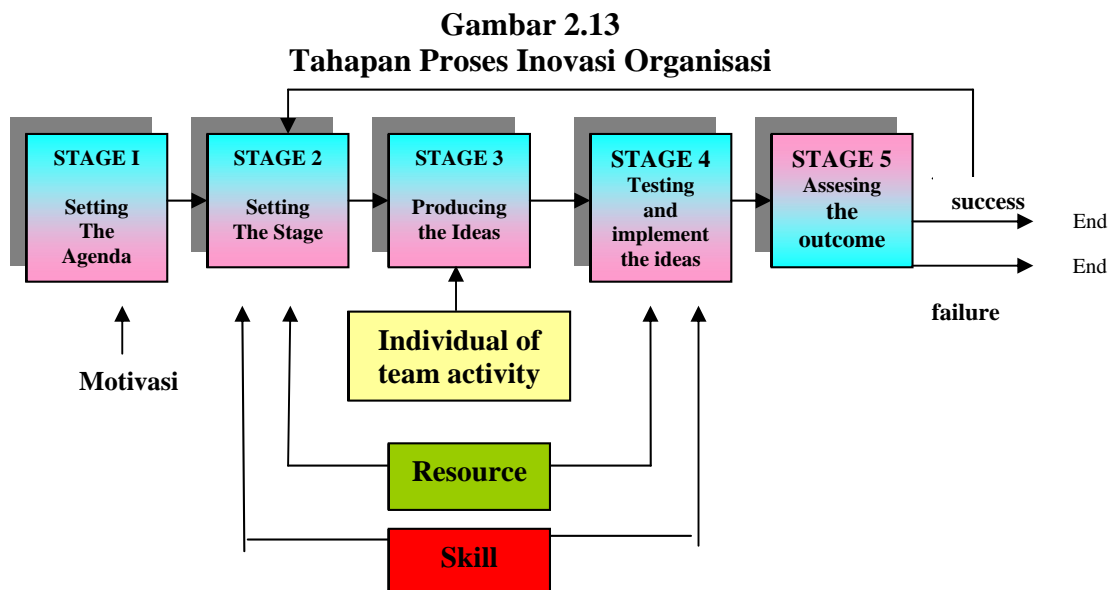 Gambar 2.13
Tahapan Proses Inovasi Organisasi
STAGE I
Setting
The
Agenda
STAGE 2
Setting
The Stage
STAGE 3
Producing
the Ideas
STAGE 4
Testing
and
implement
the ideas
STAGE 5
Assesing
the
outcome
success
End
End
failure
Motivasi
Individual of
team activity
Resource
Skill